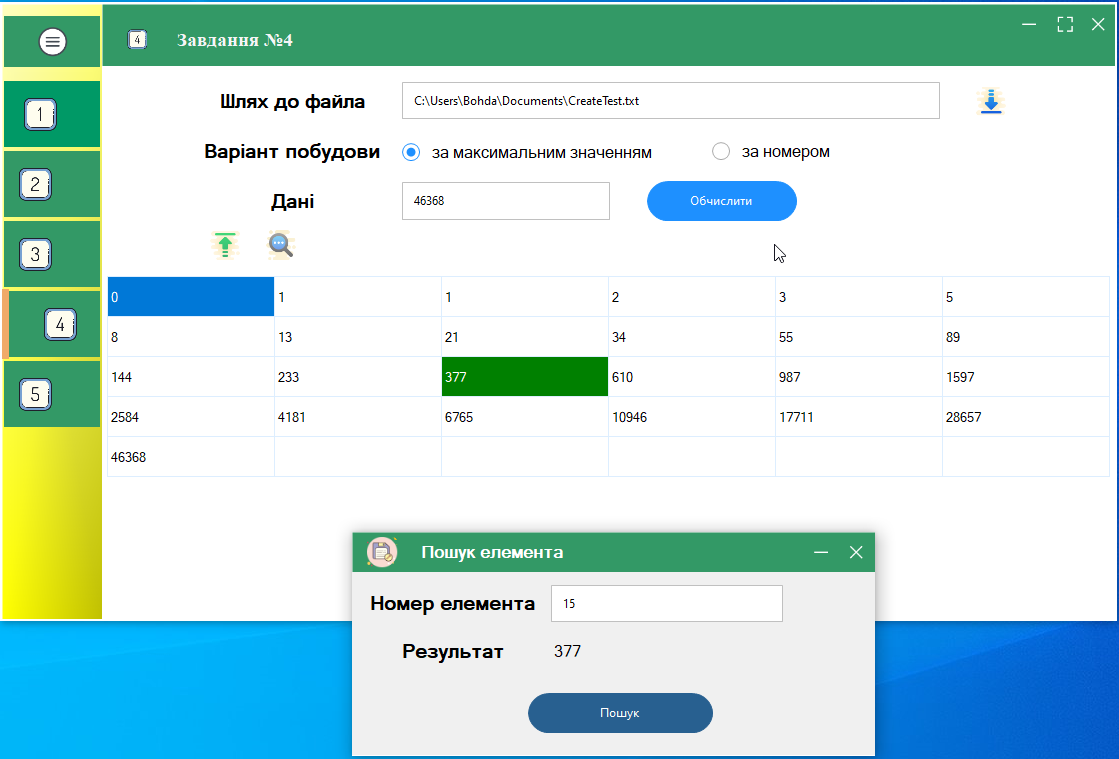 4 Завдання №4
1
2
3
4
5
Шлях до файла C:\Users\Bohda\Documents\CreateTest.txt
Варіант побудови за максимальним значенням за номером
Дані 46368 Обчислити
0 1 1 2 3 5
8 13 21 34 55 89
144 233 377 610 987 1597
2584 4181 6765 10946 17711 28657
46368
Пошук елемента
Номер елемента 15
Результат 377
Пошук